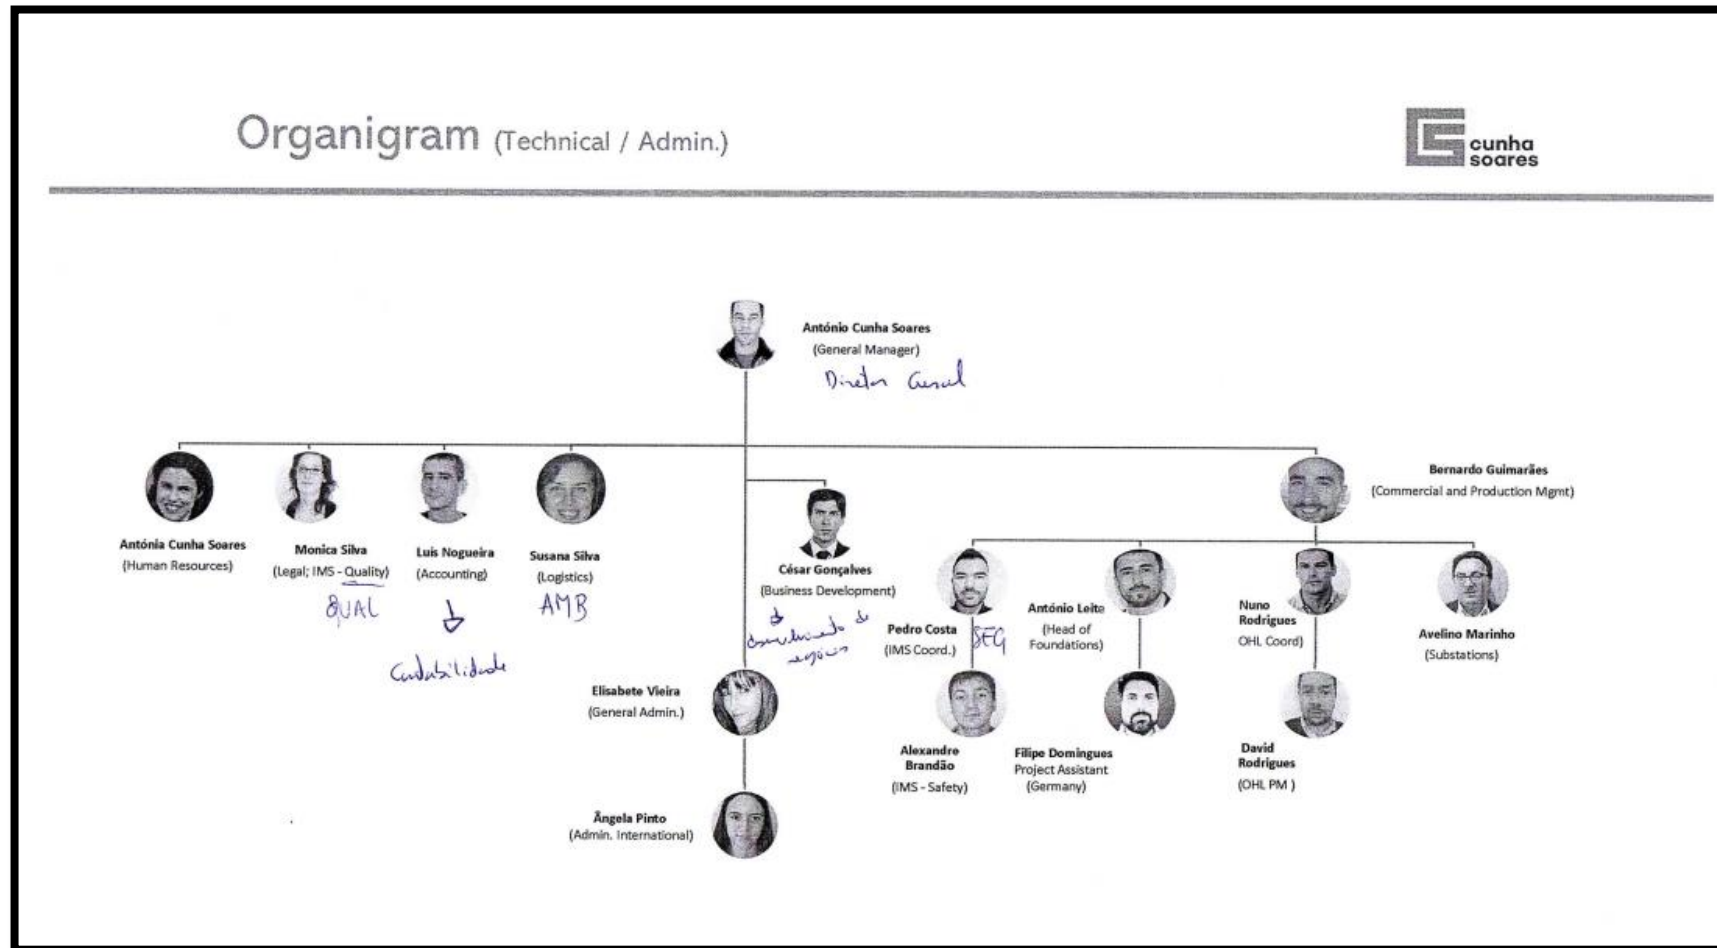 Organigram (Technical / Admin.)
cunha
soares
António Cunha Soares
(General Manager)
Diretor Geral
Antónia Cunha Soares
(Human Resources)
Monica Silva
(Legal; IMS - Quality)
QUAL
Luís Nogueira
(Accounting)
Contabilidade
Susana Silva
(Logistics)
AMB
César Gonçalves
(Business Development)
desenvolvimento de
negócios
Bernardo Guimarães
(Commercial and Production Mgmt)
Pedro Costa
(IMS Coord.)
SEG
António Leite
(Head of
Foundations)
Nuno
Rodrigues
OHL Coord)
Avelino Marinho
(Substations)
Elisabete Vieira
(General Admin.)
Alexandre
Brandão
(IMS - Safety)
Filipe Domingues
Project Assistant
(Germany)
David
Rodrigues
(OHL PM )
Ângela Pinto
(Admin. International)